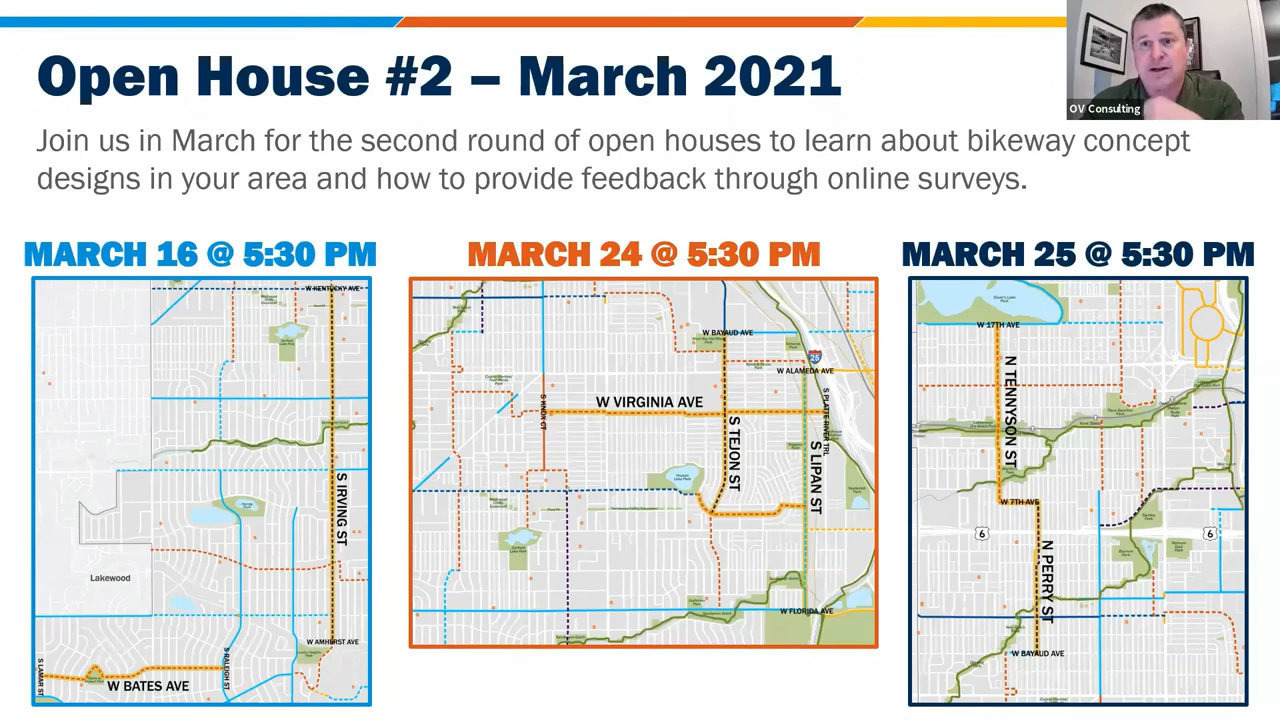 Open House #2 – March 2021
OV Consulting
Join us in March for the second round of open houses to learn about bikeway concept
designs in your area and how to provide feedback through online surveys.
MARCH 16 @ 5:30 PM
W KENTUCKY AVE
S IRVING ST
Lakewood
W AMHERST AVE
S RALEIGH ST
S LAMAR ST
W BATES AVE
MARCH 24 @ 5:30 PM
W BAYAUD AVE
25
W ALAMEDA AVE
S KNOX CT
W VIRGINIA AVE
S PLATTE RIVER TRL
S TEJON ST
S LIPAN ST
W FLORIDA AVE
MARCH 25 @ 5:30 PM
W 17TH AVE
N TENNYSON ST
W 7TH AVE
6
6
N PERRY ST
W BAYAUD AVE